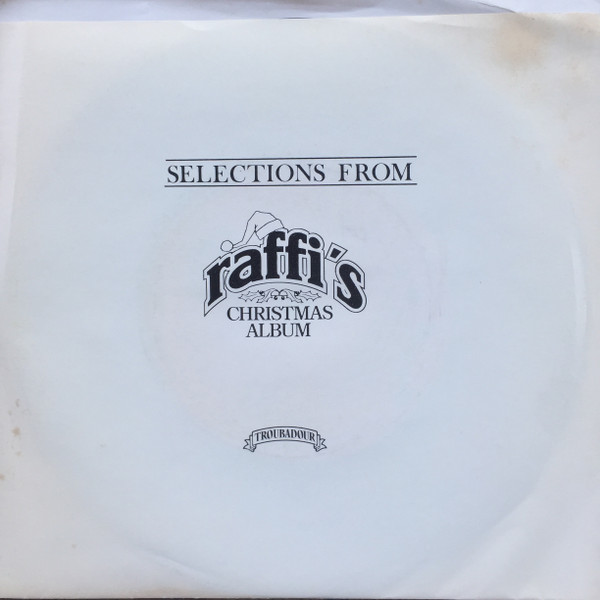 SELECTIONS FROM
raffi's
CHRISTMAS
ALBUM
TROUBADOUR